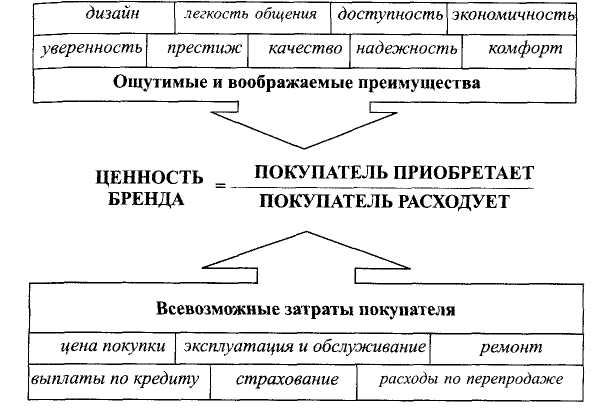 дизайн легкость общения доступность экономичность
уверенность престиж качество надежность комфорт
Ощутимые и воображаемые преимущества
ЦЕННОСТЬ БРЕНДА = ПОКУПАТЕЛЬ ПРИОБРЕТАЕТ
ПОКУПАТЕЛЬ РАСХОДУЕТ
Всевозможные затраты покупателя
цена покупки эксплуатация и обслуживание ремонт
выплаты по кредиту страхование расходы по перепродаже